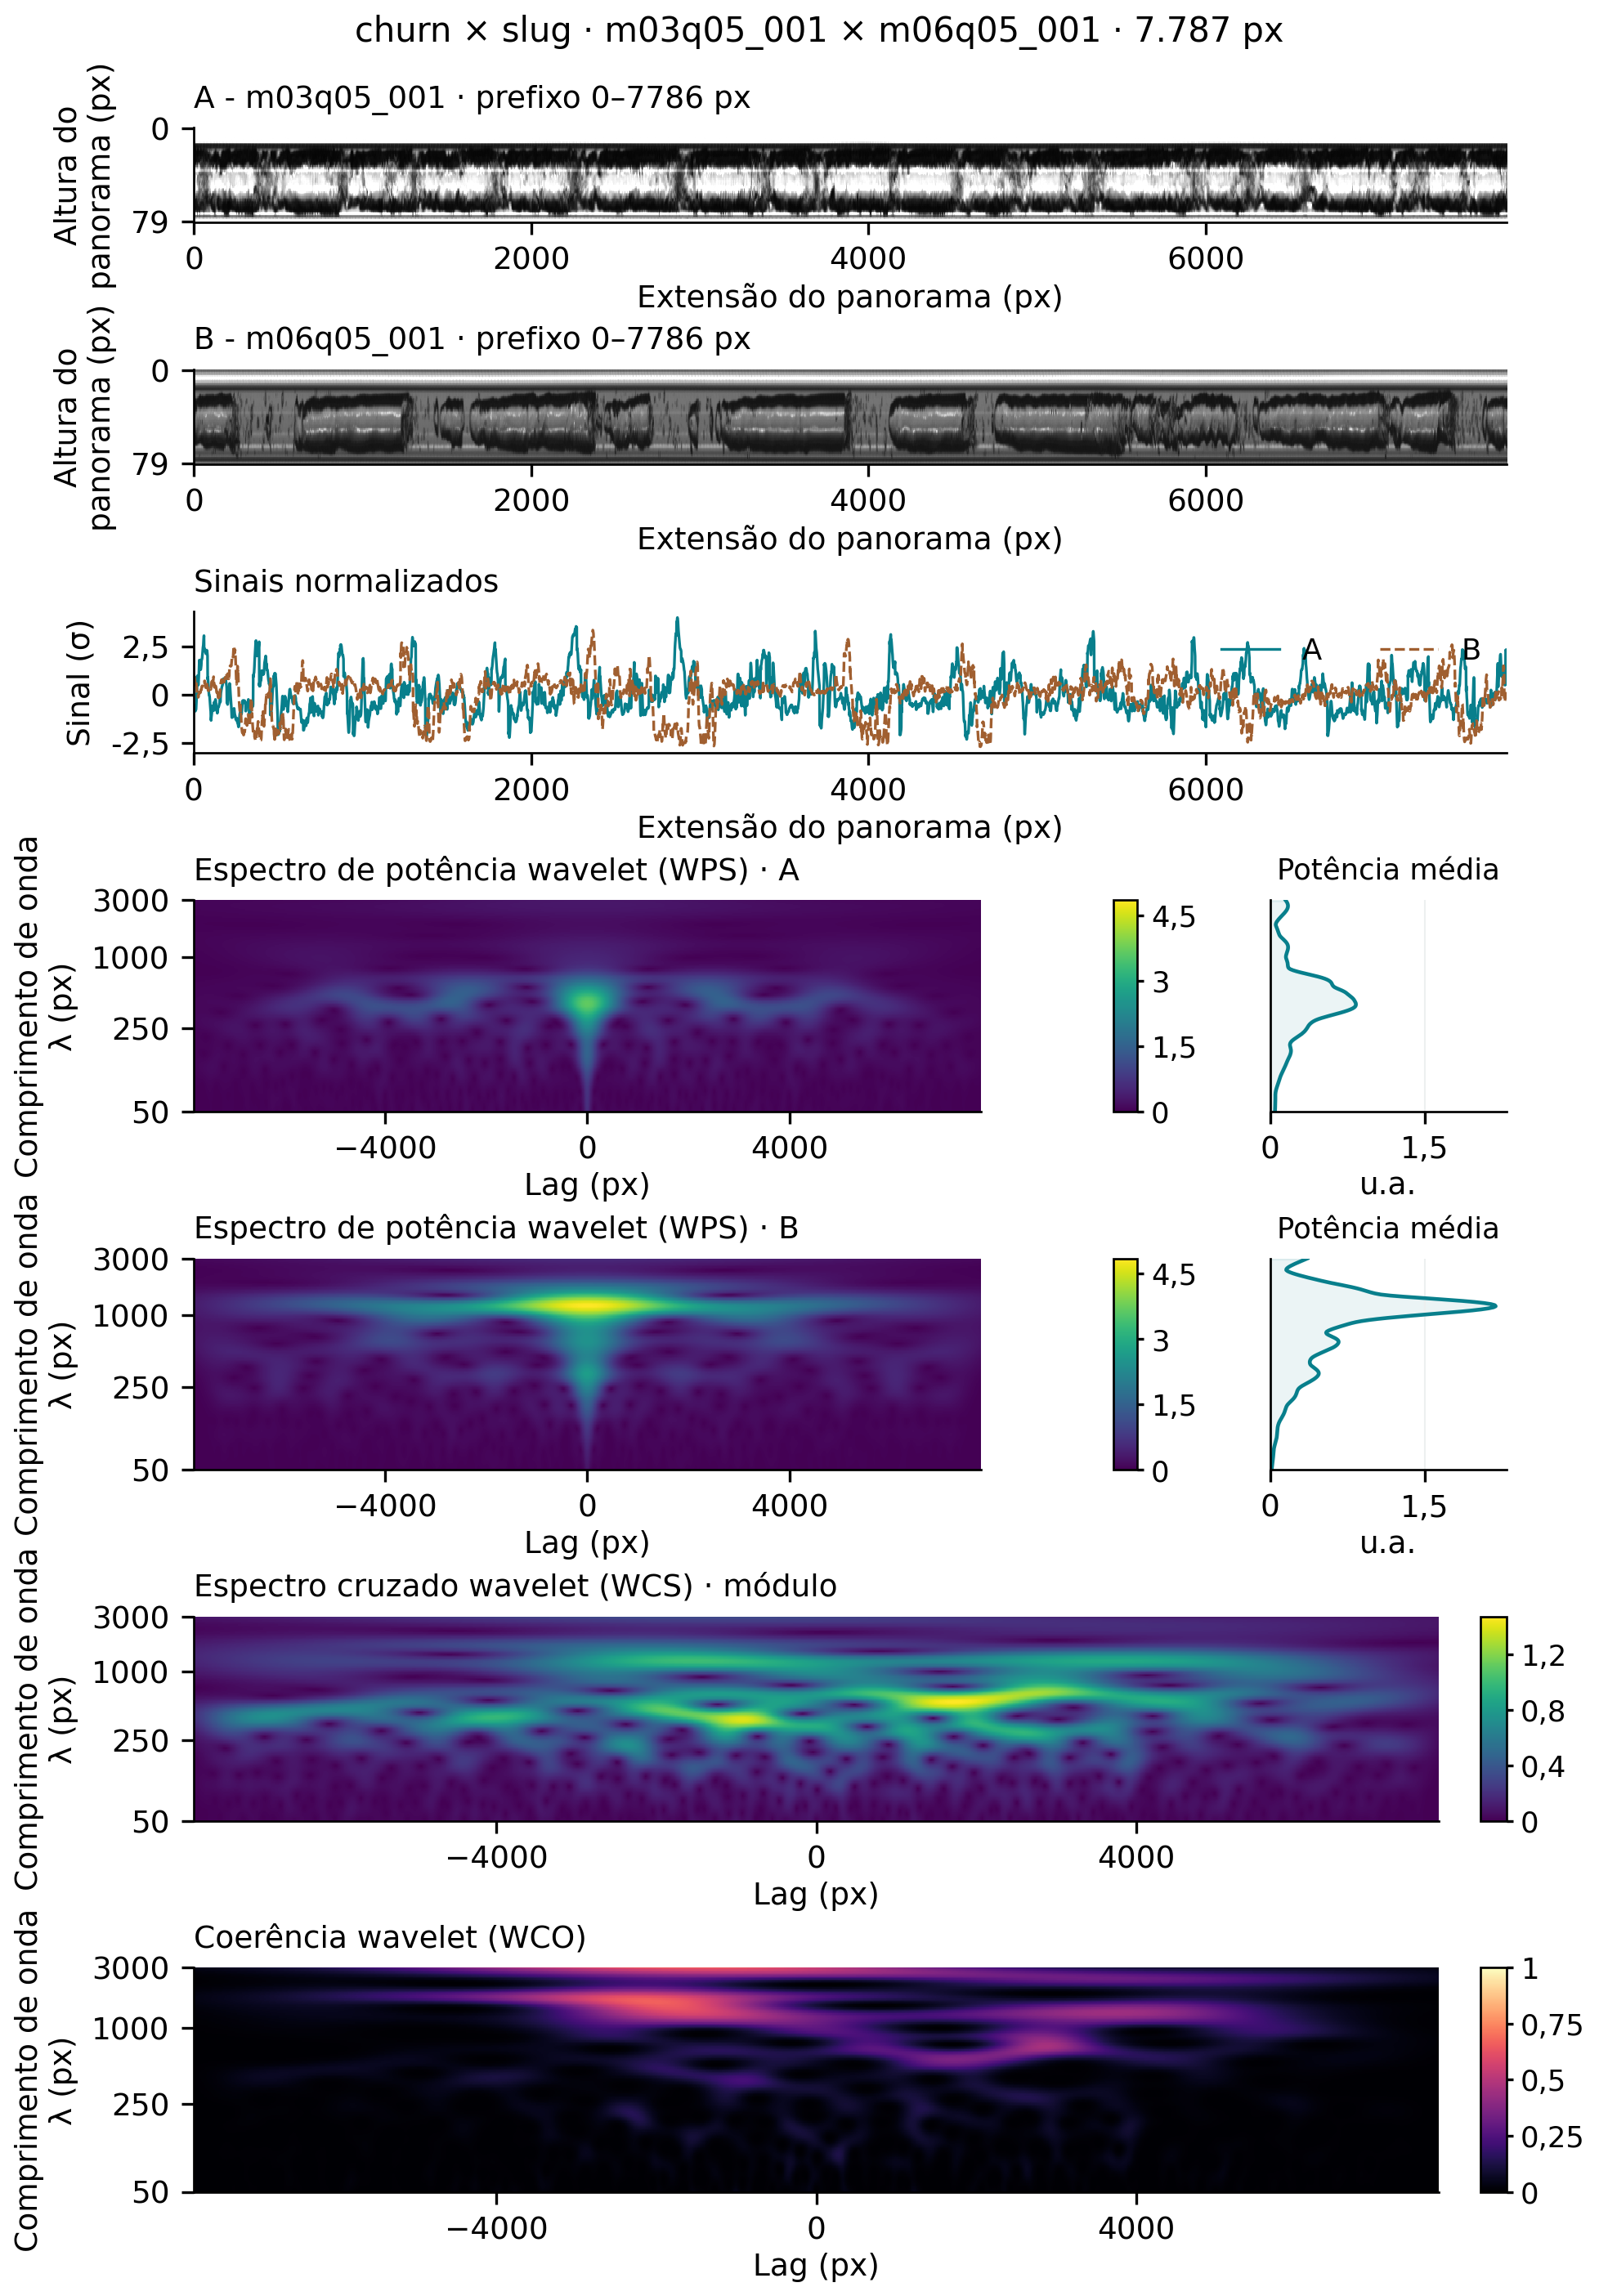 churn × slug · m03q05_001 × m06q05_001 · 7.787 px
A - m03q05_001 · prefixo 0–7786 px
Altura do
panorama (px)
0
79
0 2000 4000 6000
Extensão do panorama (px)
B - m06q05_001 · prefixo 0–7786 px
Altura do
panorama (px)
0
79
0 2000 4000 6000
Extensão do panorama (px)
Sinais normalizados
Sinal (σ)
2,5
0
-2,5
A B
0 2000 4000 6000
Extensão do panorama (px)
Espectro de potência wavelet (WPS) · A
Comprimento de onda
λ (px)
3000
1000
250
50
−4000 0 4000
Lag (px)
4,5
3
1,5
0
Potência média
0 1,5
u.a.
Espectro de potência wavelet (WPS) · B
Comprimento de onda
λ (px)
3000
1000
250
50
−4000 0 4000
Lag (px)
4,5
3
1,5
0
Potência média
0 1,5
u.a.
Espectro cruzado wavelet (WCS) · módulo
Comprimento de onda
λ (px)
3000
1000
250
50
−4000 0 4000
Lag (px)
1,2
0,8
0,4
0
Coerência wavelet (WCO)
Comprimento de onda
λ (px)
3000
1000
250
50
−4000 0 4000
Lag (px)
1
0,75
0,5
0,25
0